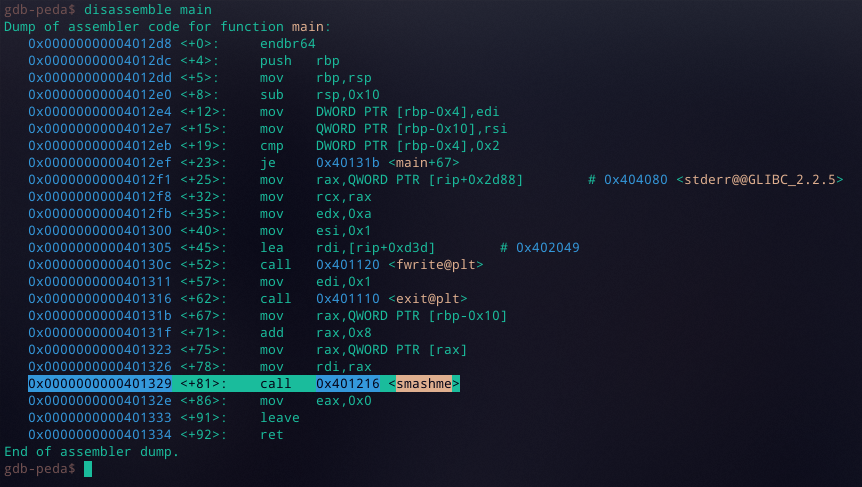 gdb-peda$ disassemble main
Dump of assembler code for function main:
   0x00000000004012d8 <+0>:     endbr64
   0x00000000004012dc <+4>:     push   rbp
   0x00000000004012dd <+5>:     mov    rbp,rsp
   0x00000000004012e0 <+8>:     sub    rsp,0x10
   0x00000000004012e4 <+12>:    mov    DWORD PTR [rbp-0x4],edi
   0x00000000004012e7 <+15>:    mov    QWORD PTR [rbp-0x10],rsi
   0x00000000004012eb <+19>:    cmp    DWORD PTR [rbp-0x4],0x2
   0x00000000004012ef <+23>:    je     0x40131b <main+67>
   0x00000000004012f1 <+25>:    mov    rax,QWORD PTR [rip+0x2d88]        # 0x404080 <stderr@@GLIBC_2.2.5>
   0x00000000004012f8 <+32>:    mov    rcx,rax
   0x00000000004012fb <+35>:    mov    edx,0xa
   0x0000000000401300 <+40>:    mov    esi,0x1
   0x0000000000401305 <+45>:    lea    rdi,[rip+0xd3d]        # 0x402049
   0x000000000040130c <+52>:    call   0x401120 <fwrite@plt>
   0x0000000000401311 <+57>:    mov    edi,0x1
   0x0000000000401316 <+62>:    call   0x401110 <exit@plt>
   0x000000000040131b <+67>:    mov    rax,QWORD PTR [rbp-0x10]
   0x000000000040131f <+71>:    add    rax,0x8
   0x0000000000401323 <+75>:    mov    rax,QWORD PTR [rax]
   0x0000000000401326 <+78>:    mov    rdi,rax
   0x0000000000401329 <+81>:    call   0x401216 <smashme>
   0x000000000040132e <+86>:    mov    eax,0x0
   0x0000000000401333 <+91>:    leave
   0x0000000000401334 <+92>:    ret
End of assembler dump.
gdb-peda$